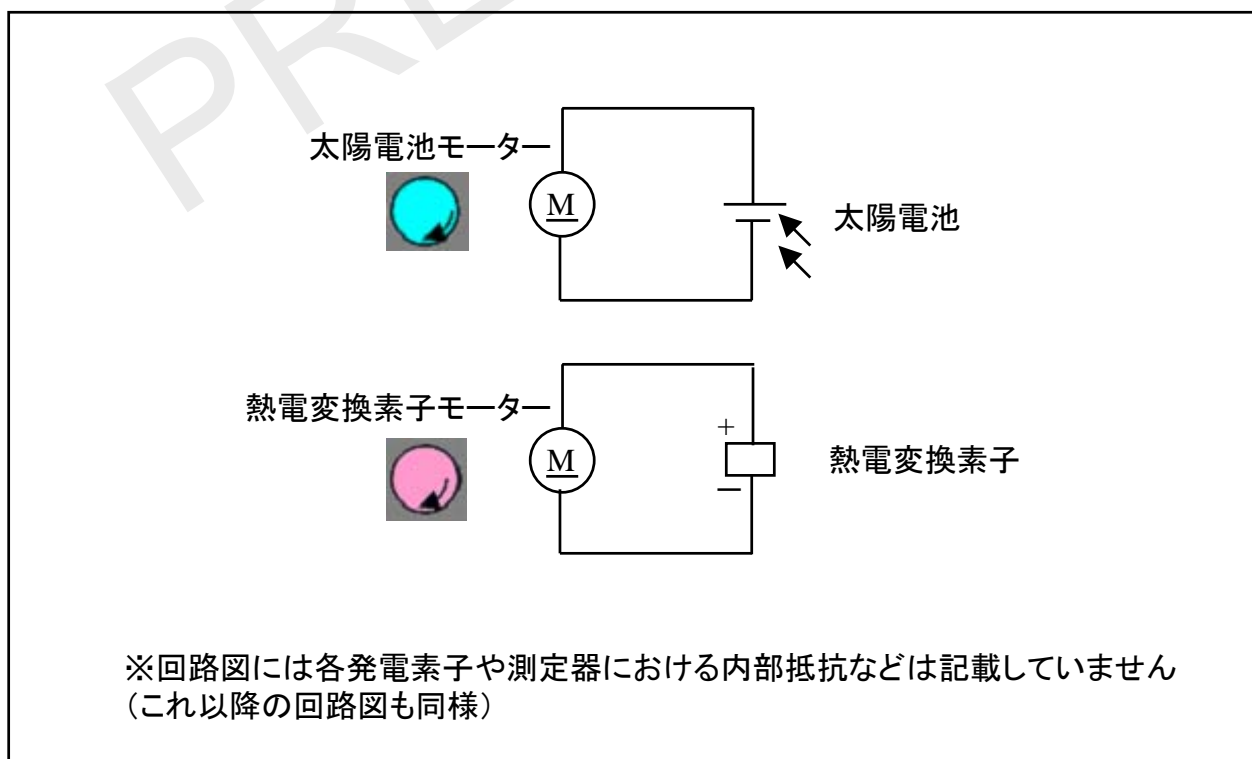 PRE
太陽電池モーター
M
太陽電池
熱電変換素子モーター
+
M
熱電変換素子
－
※回路図には各発電素子や測定器における内部抵抗などは記載していません
（これ以降の回路図も同様）